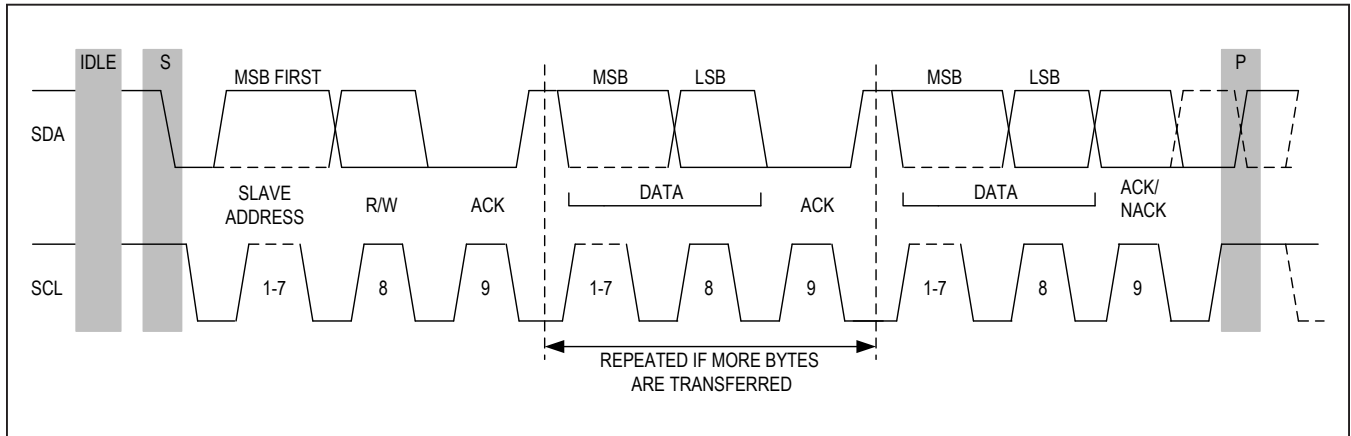 IDLE
S
P
MSB FIRST
MSB
LSB
MSB
LSB
SDA
SLAVE
ADDRESS
R/W
ACK
DATA
ACK
DATA
ACK/
NACK
SCL
1-7
8
9
1-7
8
9
1-7
8
9
REPEATED IF MORE BYTES
ARE TRANSFERRED